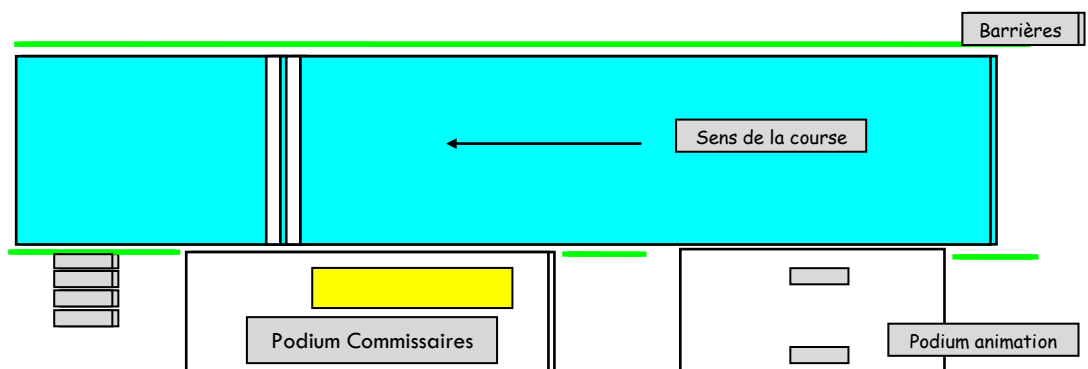 Barrières
Sens de la course
Podium Commissaires
Podium animation